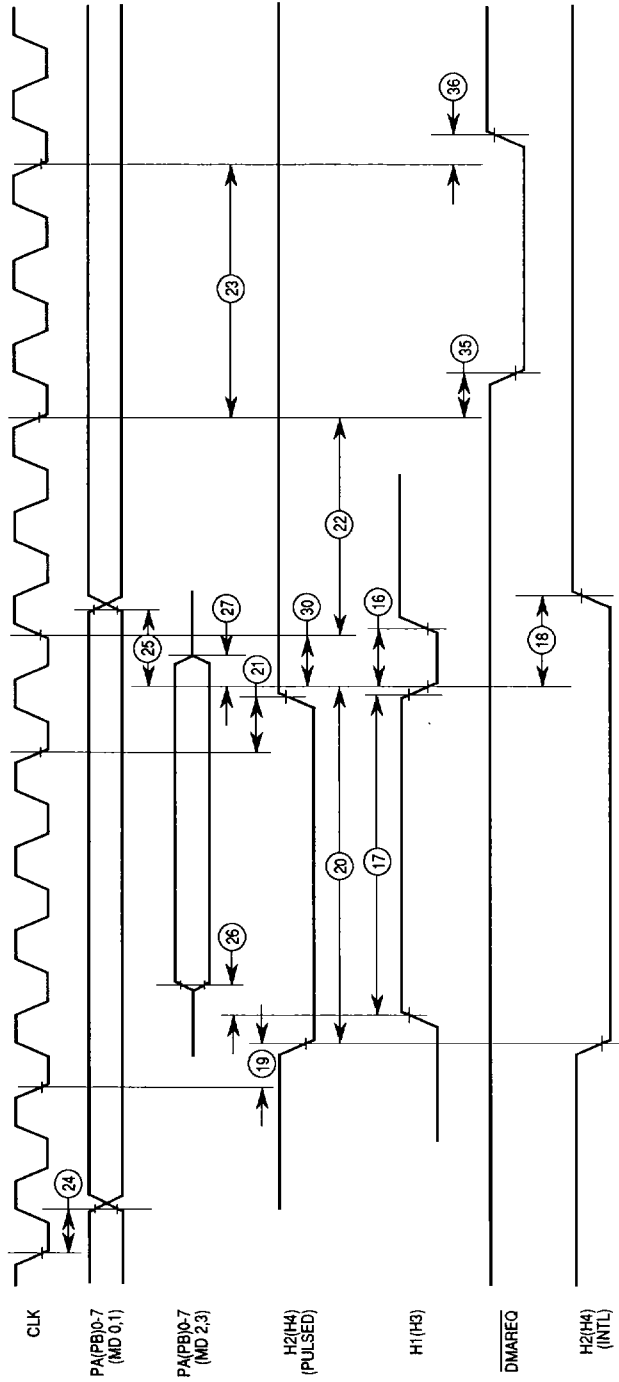 CLK
24
19
21
25
27
30
22
23
35
36
PA(PB)0-7
(MD 0,1)
PA(PB)0-7
(MD 2,3)
26
H2(H4)
(PULSED)
20
H1(H3)
17
16
DMAREQ
H2(H4)
(INTL)
18